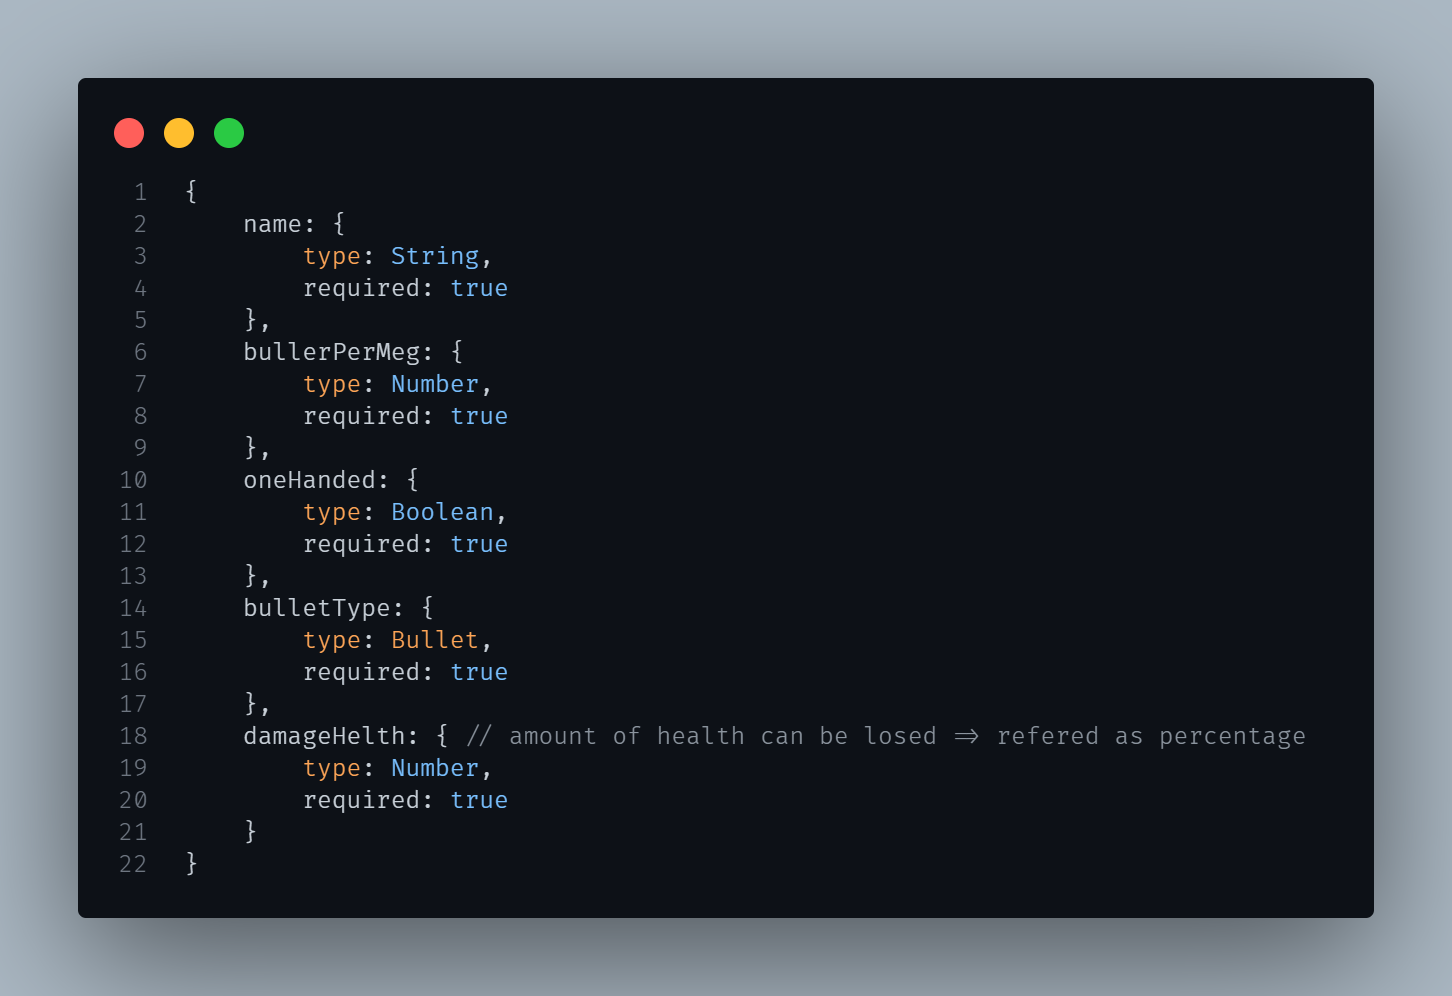 1 {
2     name: {
3         type: String,
4         required: true
5     },
6     bullerPerMeg: {
7         type: Number,
8         required: true
9     },
10     oneHanded: {
11         type: Boolean,
12         required: true
13     },
14     bulletType: {
15         type: Bullet,
16         required: true
17     },
18     damageHelth: { // amount of health can be losed => refered as percentage
19         type: Number,
20         required: true
21     }
22 }